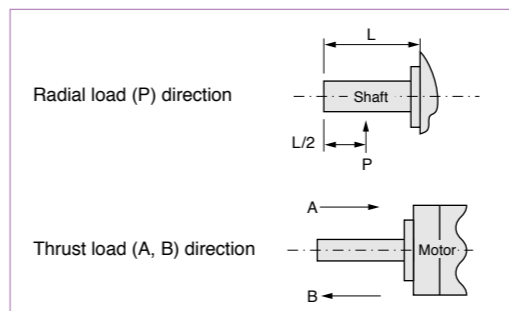 L
Radial load (P) direction
Shaft
L/2
P
A
Thrust load (A, B) direction
Motor
B